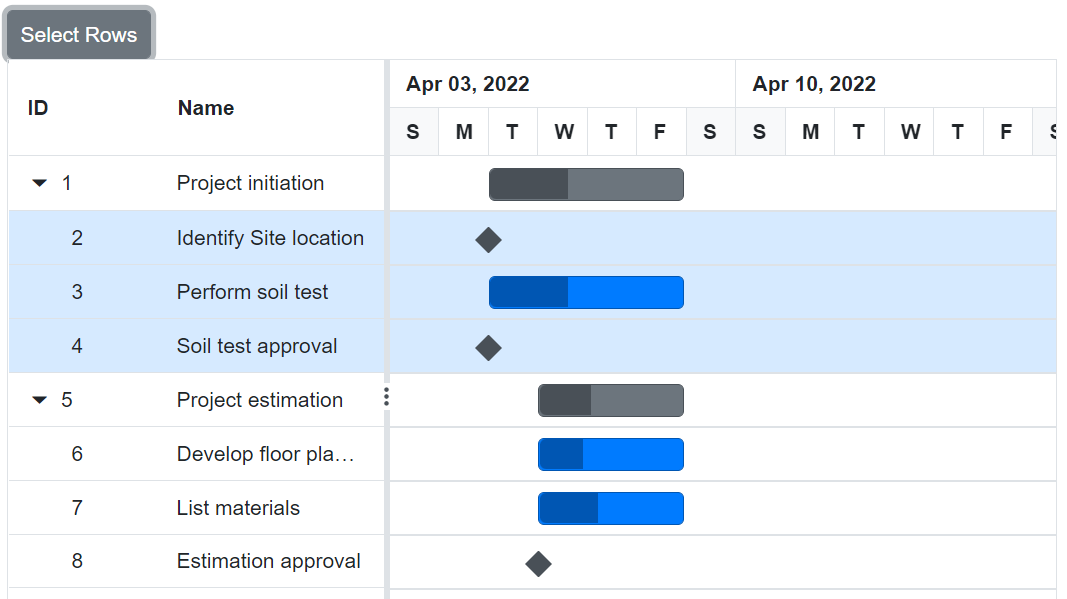 Select Rows
ID Name Apr 03, 2022 Apr 10, 2022
S M T W T F S S M T W T F S
1 Project initiation
2 Identify Site location
3 Perform soil test
4 Soil test approval
5 Project estimation
6 Develop floor pla…
7 List materials
8 Estimation approval